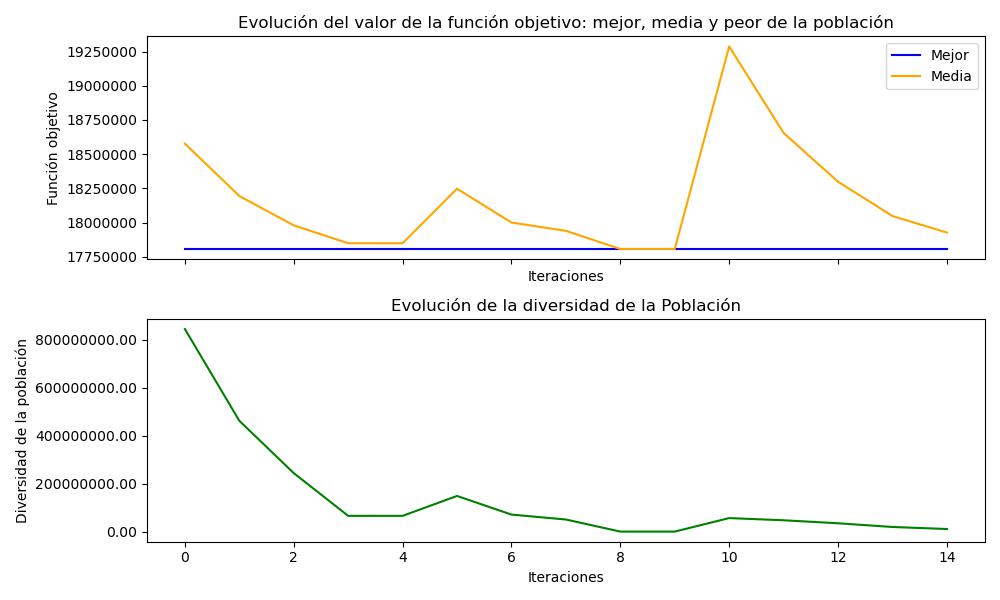 Evolución del valor de la función objetivo: mejor, media y peor de la población
Función objetivo
19250000
19000000
18750000
18500000
18250000
18000000
17750000
Mejor
Media
Iteraciones
Evolución de la diversidad de la Población
Diversidad de la población
800000000.00
600000000.00
400000000.00
200000000.00
0.00
0 2 4 6 8 10 12 14
Iteraciones